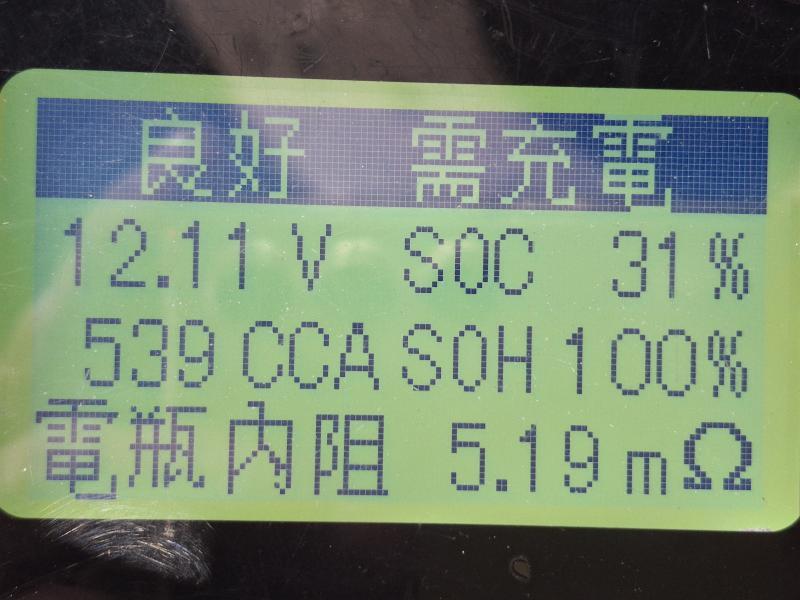 良好 需充電
12.11 V SOC 31%
539 CCA SOH 100%
電瓶內阻 5.19 mΩ